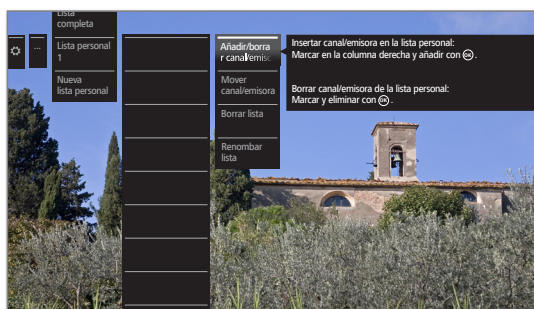 Lista
completa
...
Lista personal
1
Nueva
lista personal
Añadir/borra
r canal/emisc
Mover
canal/emisora
Borrar lista
Renombar
lista
Insertar canal/emisora en la lista personal:
Marcar en la columna derecha y añadir con OK.
Borrar canal/emisora de la lista personal:
Marcar y eliminar con OK.